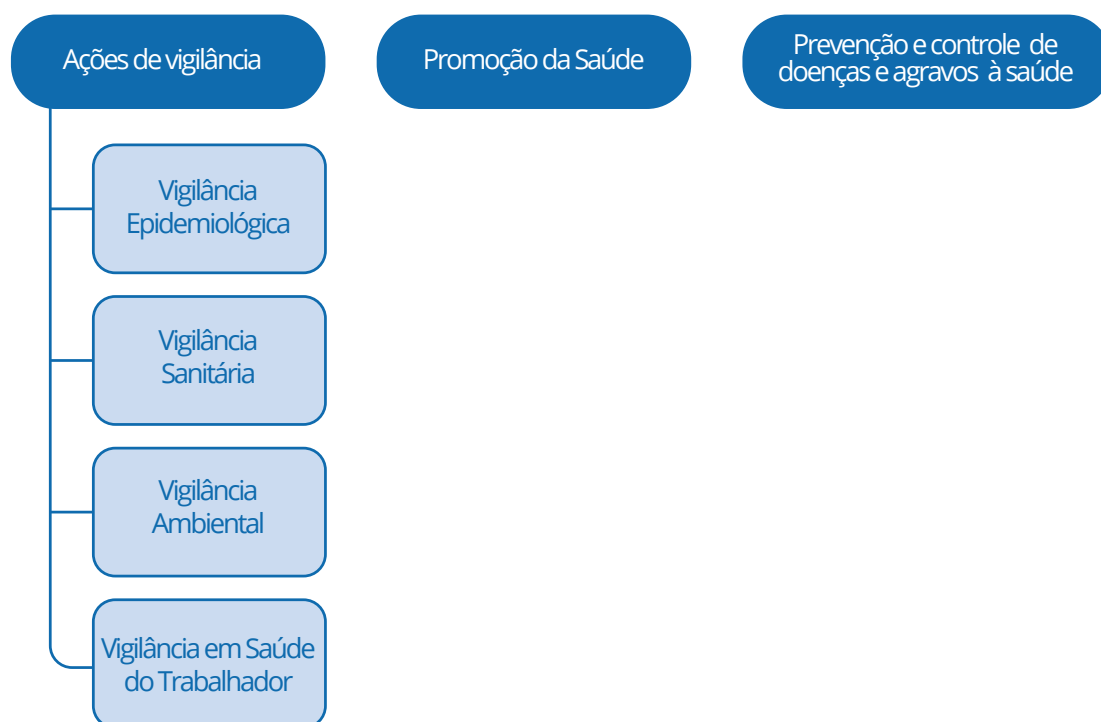 Ações de vigilância
Promoção da Saúde
Prevenção e controle de
doenças e agravos à saúde
Vigilância
Epidemiológica
Vigilância
Sanitária
Vigilância
Ambiental
Vigilância em Saúde
do Trabalhador